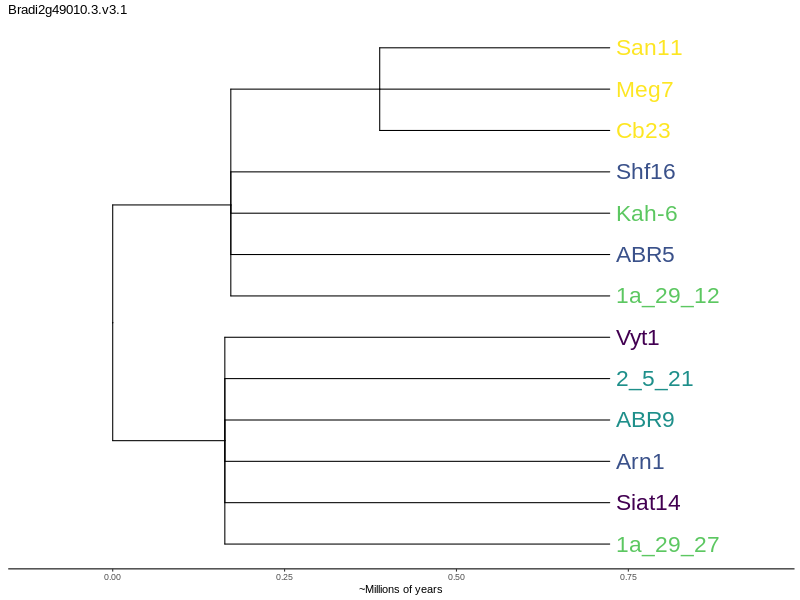 Bradi2g49010.3.v3.1
San11
Meg7
Cb23
Shf16
Kah-6
ABR5
1a_29_12
Vyt1
2_5_21
ABR9
Arn1
Siat14
1a_29_27
0.00 0.25 0.50 0.75
~Millions of years